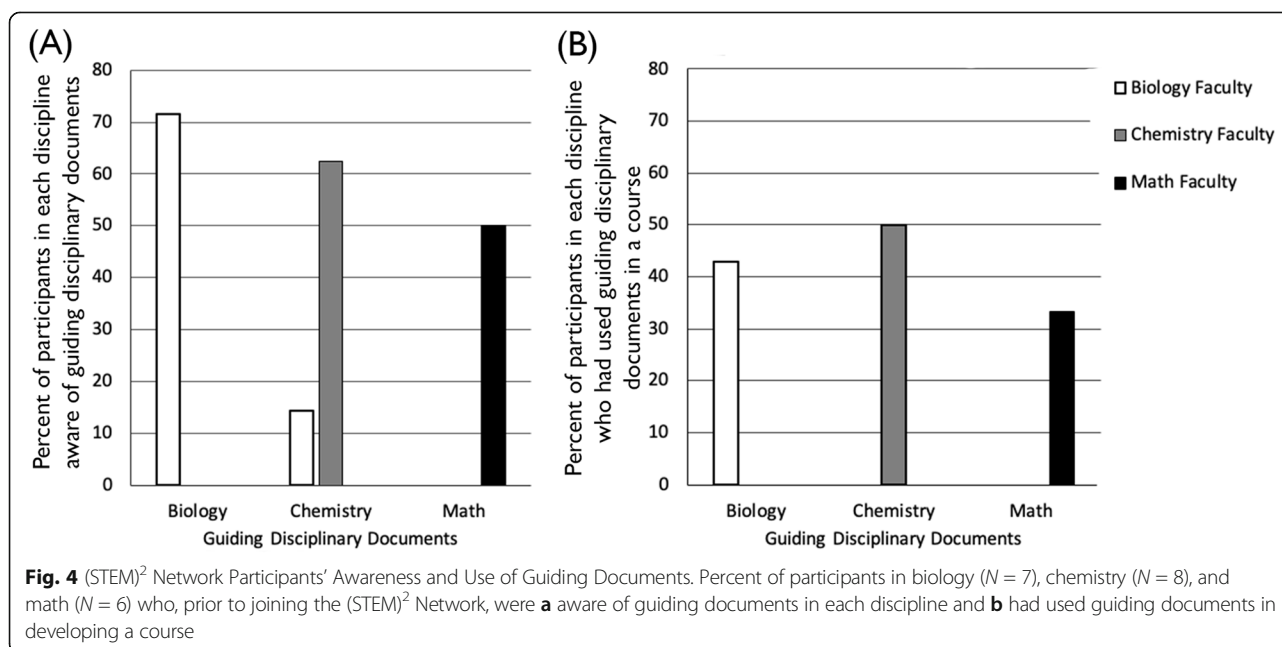 (A)
Percent of participants in each discipline
aware of guiding disciplinary documents
80
70
60
50
40
30
20
10
0
Biology
Chemistry
Math
Guiding Disciplinary Documents
(B)
Percent of participants in each discipline
who had used guiding disciplinary
documents in a course
80
70
60
50
40
30
20
10
0
Biology
Chemistry
Math
Guiding Disciplinary Documents
Biology Faculty
Chemistry Faculty
Math Faculty
Fig. 4 (STEM)² Network Participants’ Awareness and Use of Guiding Documents. Percent of participants in biology (N = 7), chemistry (N = 8), and
math (N = 6) who, prior to joining the (STEM)² Network, were a aware of guiding documents in each discipline and b had used guiding documents in
developing a course